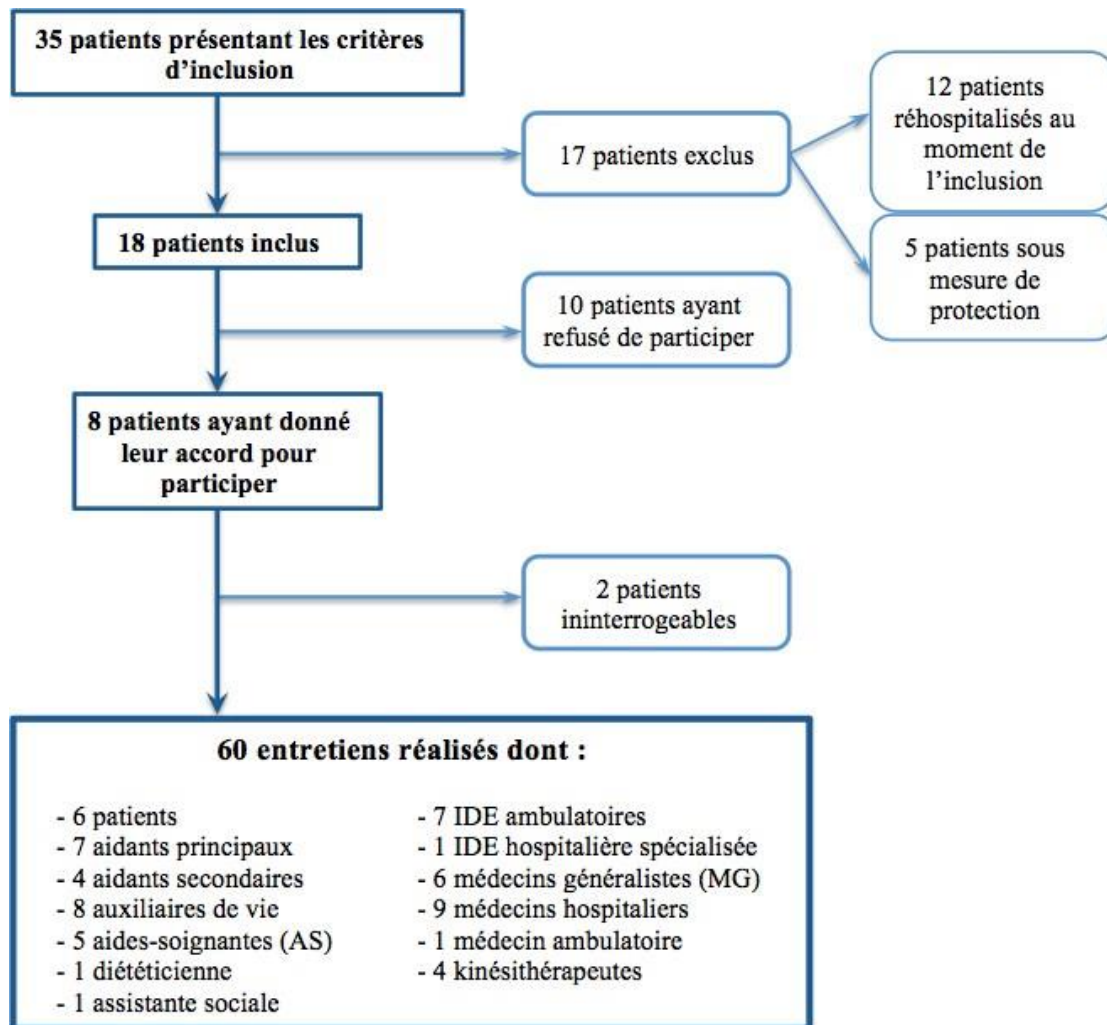 35 patients présentant les critères
d’inclusion
17 patients exclus
12 patients
réhospitalisés au
moment de
l’inclusion
5 patients sous
mesure de
protection
18 patients inclus
10 patients ayant
refusé de participer
8 patients ayant donné
leur accord pour
participer
2 patients
ininterrogeables
60 entretiens réalisés dont :
- 6 patients
- 7 aidants principaux
- 4 aidants secondaires
- 8 auxiliaires de vie
- 5 aides-soignantes (AS)
- 1 diététicienne
- 1 assistante sociale
- 7 IDE ambulatoires
- 1 IDE hospitalière spécialisée
- 6 médecins généralistes (MG)
- 9 médecins hospitaliers
- 1 médecin ambulatoire
- 4 kinésithérapeutes